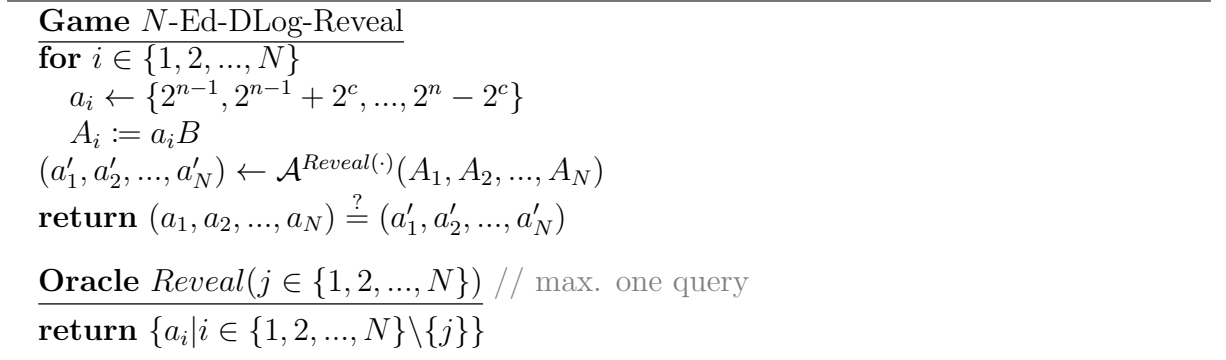 Game N-Ed-DLog-Reveal
for i ∈ {1, 2, ..., N}
a_i ← {2^{n−1}, 2^{n−1} + 2^c, ..., 2^n − 2^c}
A_i := a_iB
(a′_1, a′_2, ..., a′_N) ← 𝒜^{Reveal(·)}(A_1, A_2, ..., A_N)
return (a_1, a_2, ..., a_N) ≟ (a′_1, a′_2, ..., a′_N)
Oracle Reveal(j ∈ {1, 2, ..., N}) // max. one query
return {a_i|i ∈ {1, 2, ..., N}\{j}}